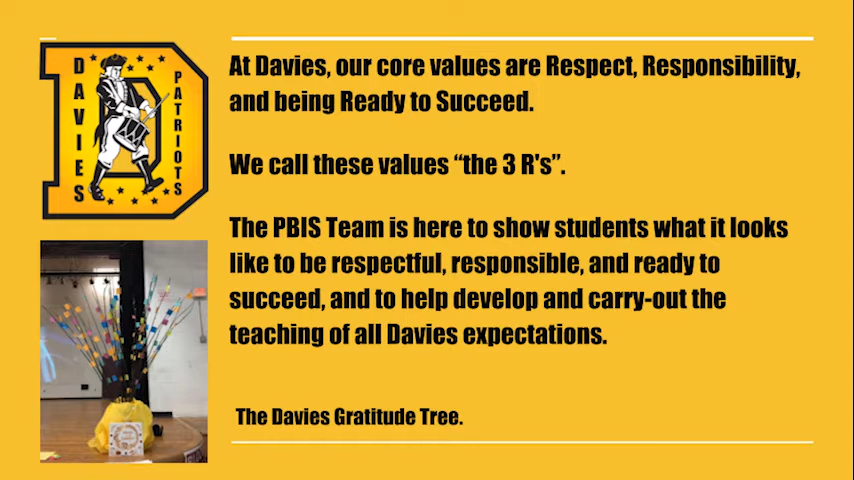 DAVIES
PATRIOTS
At Davies, our core values are Respect, Responsibility,
and being Ready to Succeed.
We call these values “the 3 R's”.
The PBIS Team is here to show students what it looks
like to be respectful, responsible, and ready to
succeed, and to help develop and carry-out the
teaching of all Davies expectations.
The Davies Gratitude Tree.